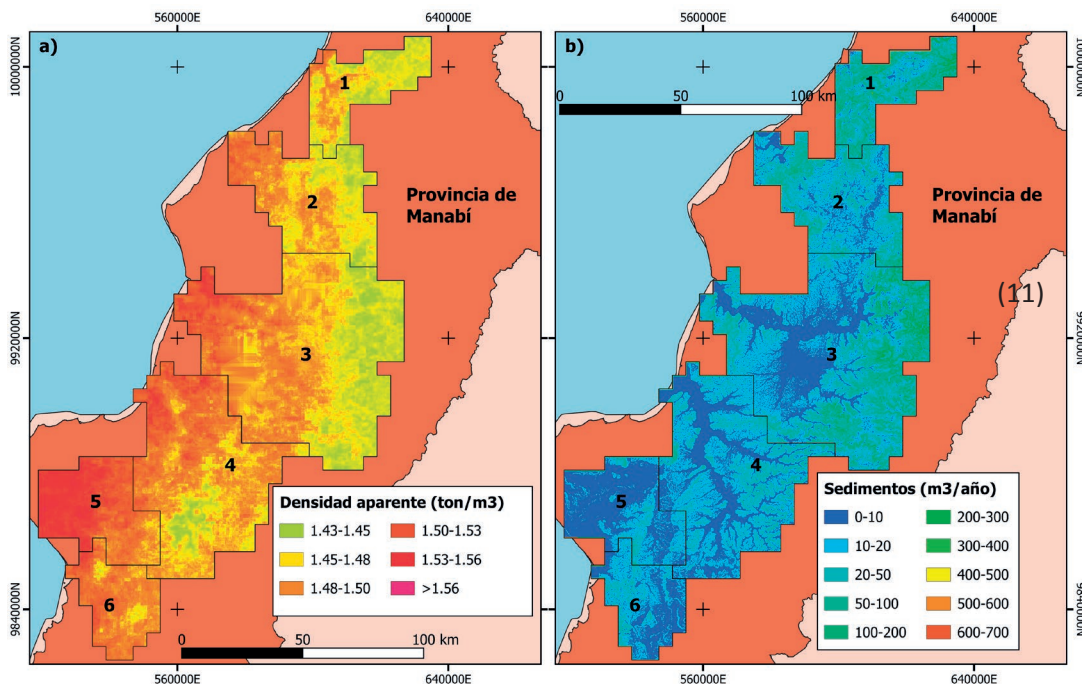 560000E
640000E
560000E
640000E
a)
b)
10000000N
10000000N
1
1
0
50
100 km
2
2
Provincia de
Manabí
Provincia de
Manabí
(11)
9920000N
9920000N
3
3
4
4
5
5
6
6
Densidad aparente (ton/m3)
1.43-1.45
1.45-1.48
1.48-1.50
1.50-1.53
1.53-1.56
>1.56
Sedimentos (m3/año)
0-10
10-20
20-50
50-100
100-200
200-300
300-400
400-500
500-600
600-700
9840000N
9840000N
0
50
100 km
560000E
640000E
560000E
640000E